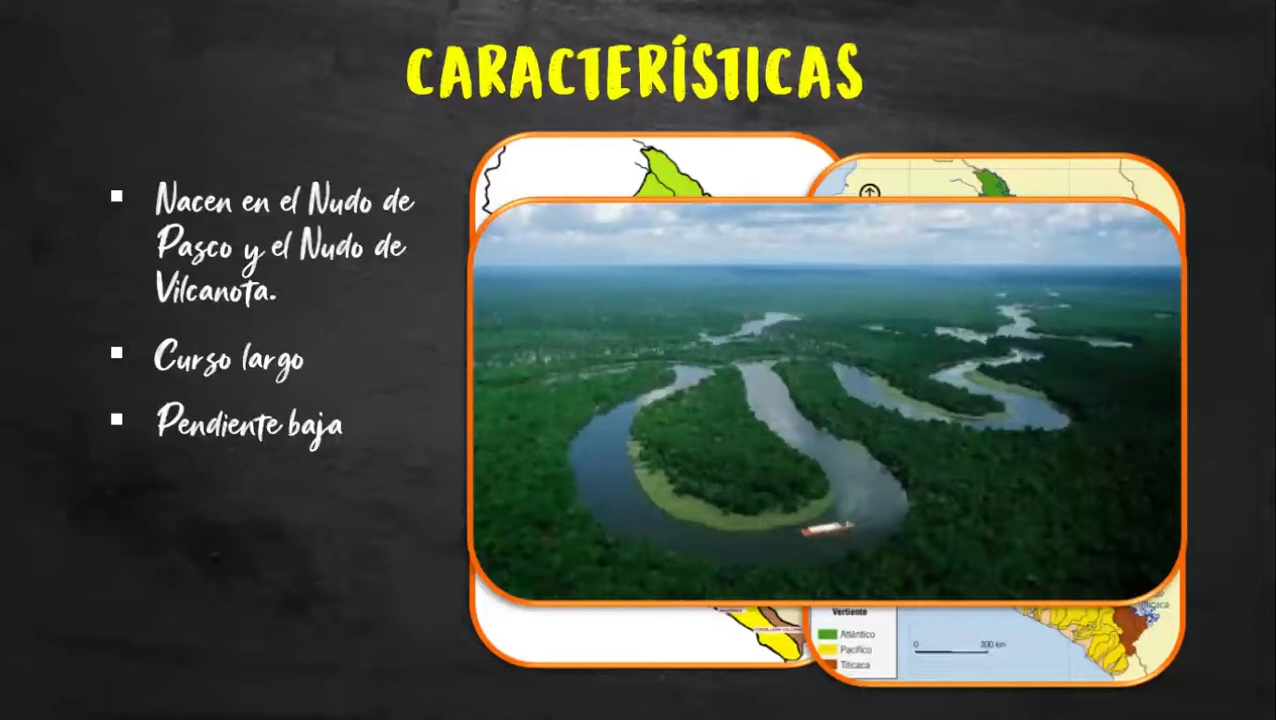 CARACTERÍSTICAS
▪ Nacen en el Nudo de
Pasco y el Nudo de
Vilcanota.
▪ Curso largo
▪ Pendiente baja
Vertiente
Atlántico
Pacífico
Titicaca
0 300 km